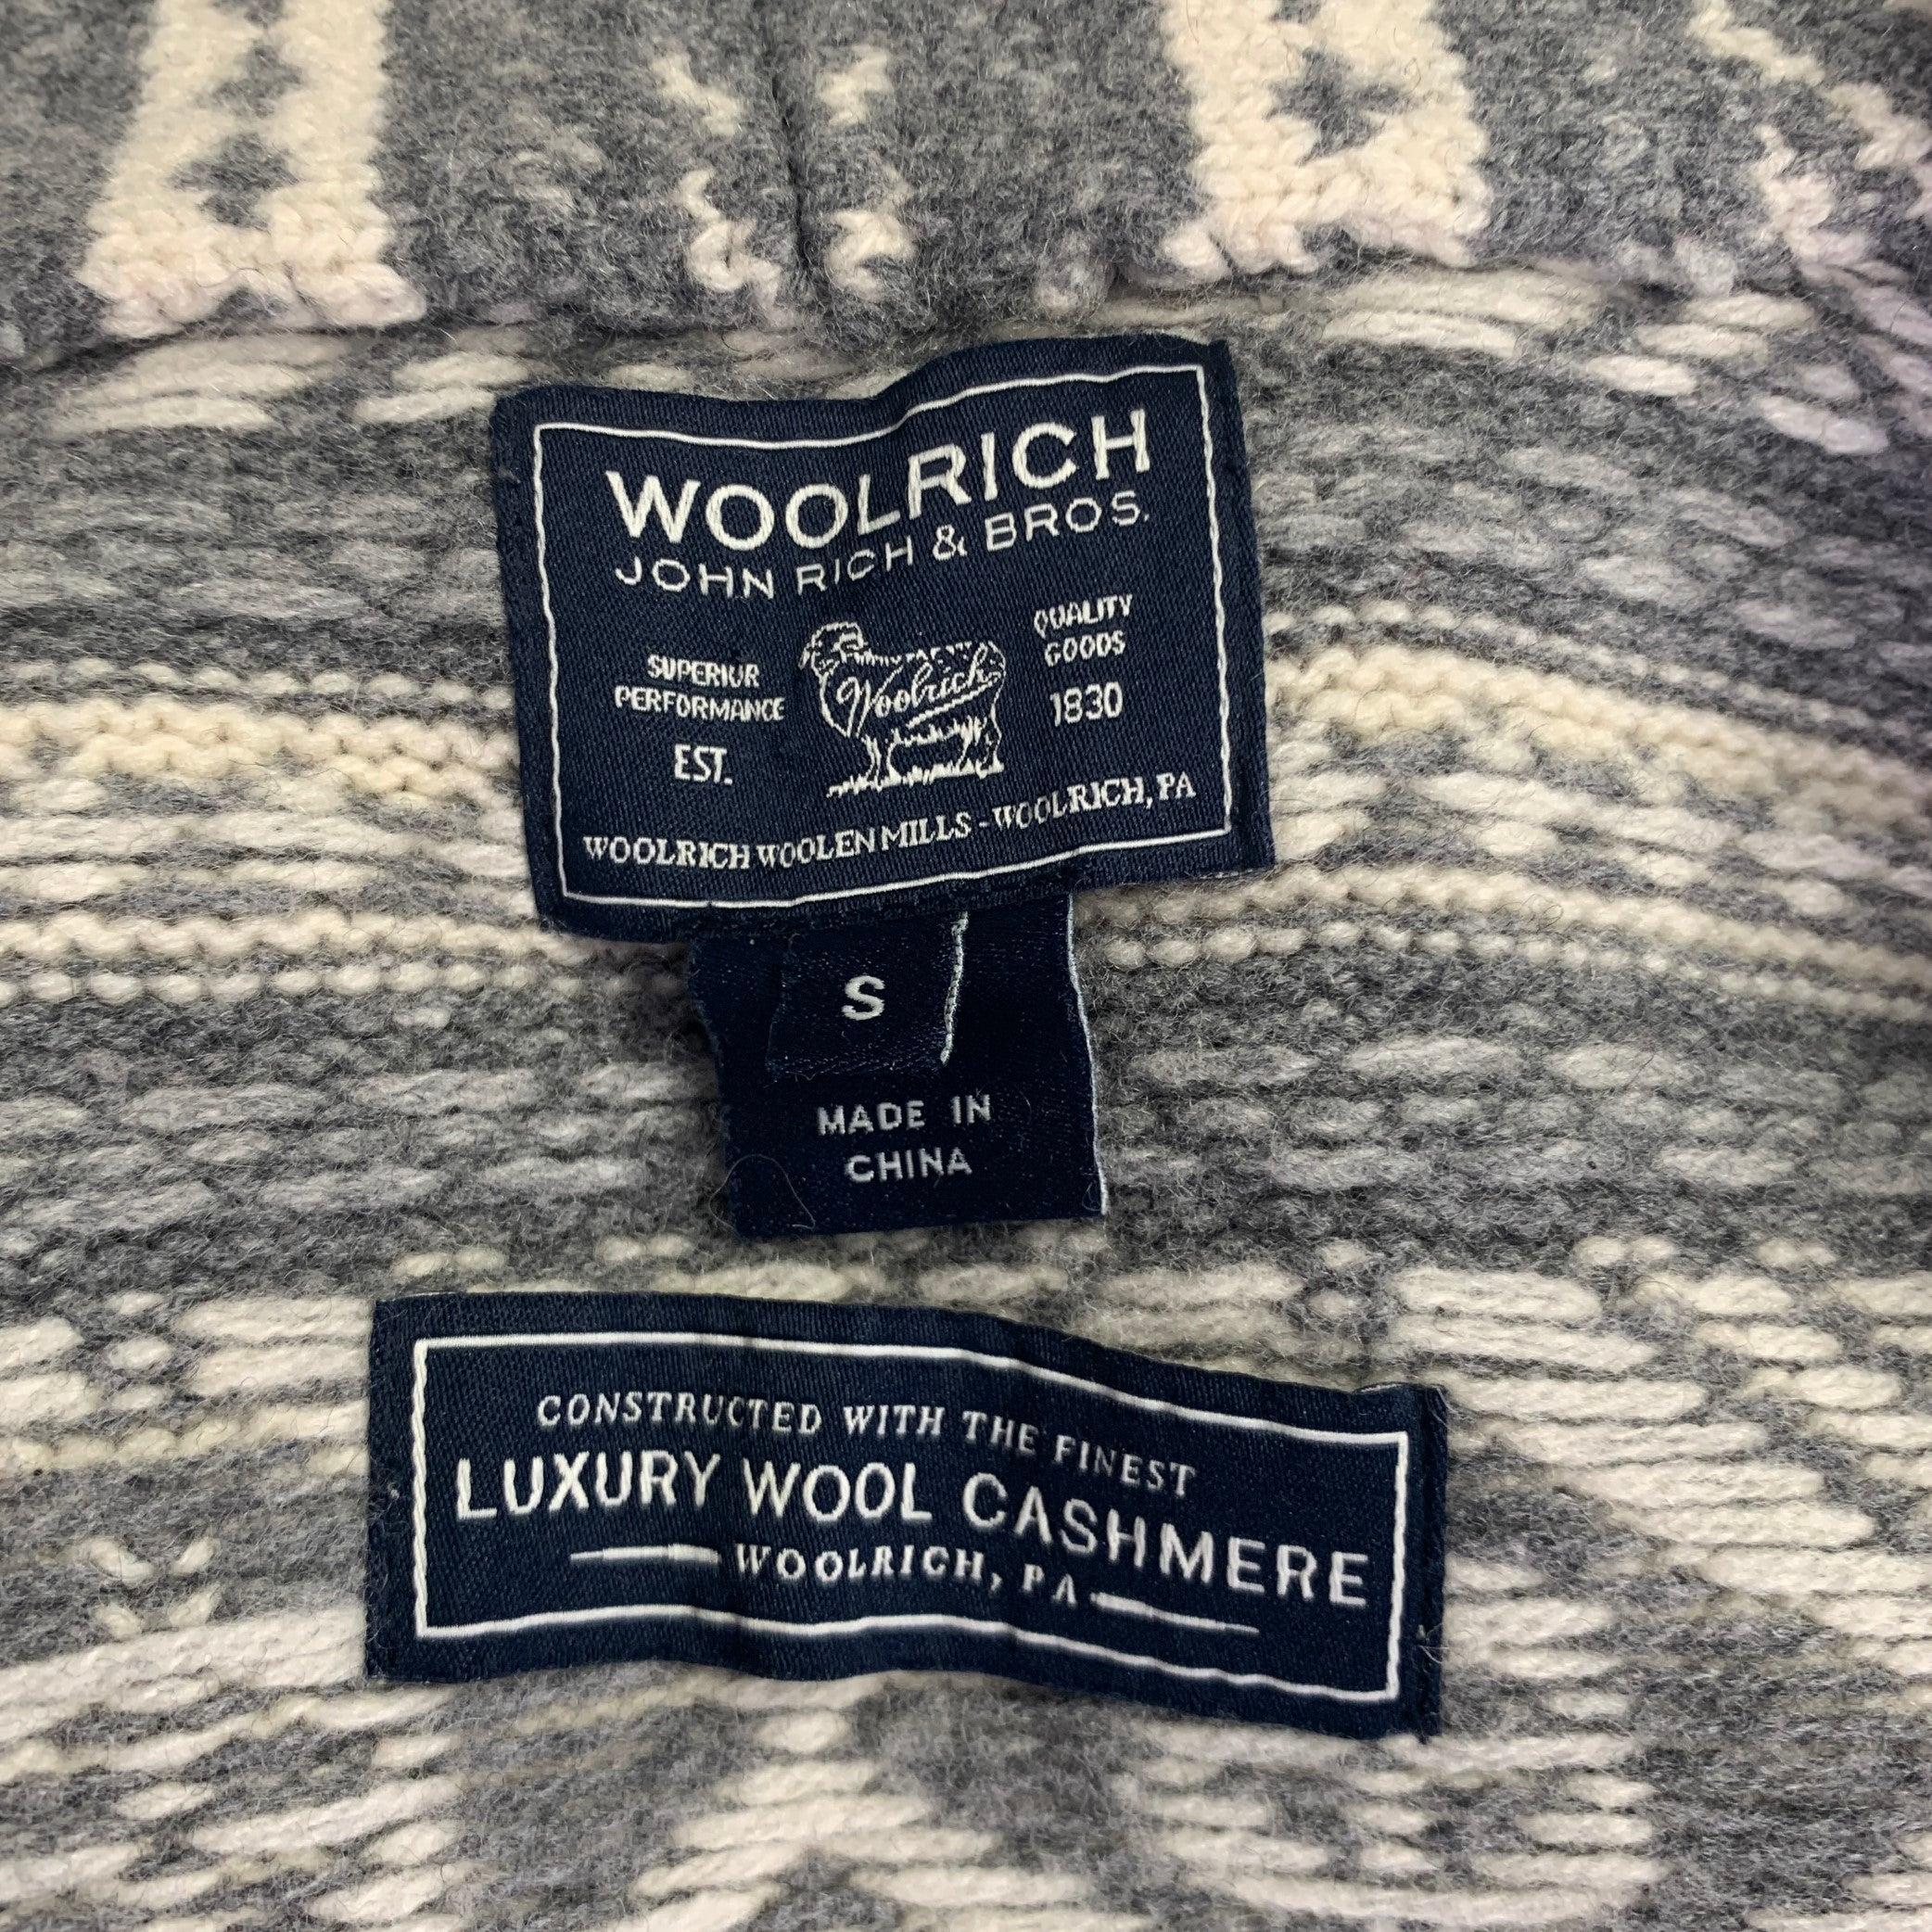 WOOLRICH
JOHN RICH & BROS.
SUPERIOR
PERFORMANCE
EST.
Woolrich
QUALITY
GOODS
1830
WOOLRICH WOOLEN MILLS - WOOLRICH, PA
S
MADE IN
CHINA
CONSTRUCTED WITH THE FINEST
LUXURY WOOL CASHMERE
WOOLRICH, PA